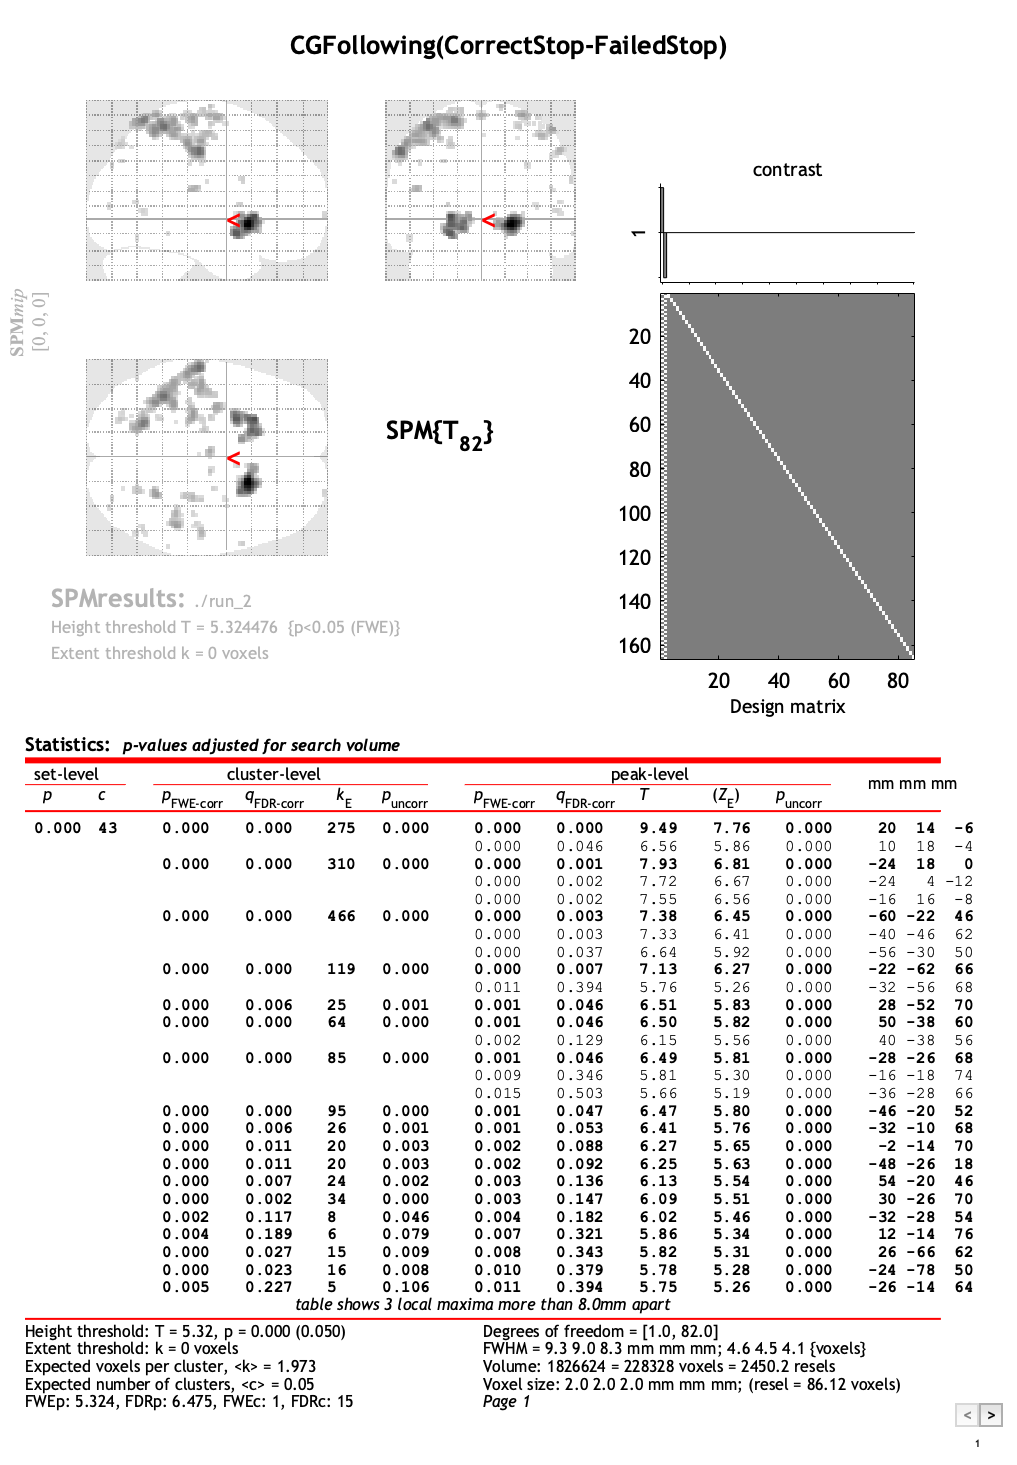 CGFollowing(CorrectStop-FailedStop)
<
<
contrast
1
SPMmip
[0, 0, 0]
<
SPM{T82}
20
40
60
80
100
120
140
160
20 40 60 80
Design matrix
SPMresults: ./run_2
Height threshold T = 5.324476 {p<0.05 (FWE)}
Extent threshold k = 0 voxels
Statistics: p-values adjusted for search volume
set-level cluster-level peak-level mm mm mm
p c pFWE-corr qFDR-corr kE puncorr pFWE-corr qFDR-corr T (ZE) puncorr
0.000 43 0.000 0.000 275 0.000 0.000 0.000 9.49 7.76 0.000 20 14 -6
0.000 0.046 6.56 5.86 0.000 10 18 -4
0.000 0.000 310 0.000 0.000 0.001 7.93 6.81 0.000 -24 18 0
0.000 0.002 7.72 6.67 0.000 -24 4 -12
0.000 0.002 7.55 6.56 0.000 -16 16 -8
0.000 0.000 466 0.000 0.000 0.003 7.38 6.45 0.000 -60 -22 46
0.000 0.003 7.33 6.41 0.000 -40 -46 62
0.000 0.037 6.64 5.92 0.000 -56 -30 50
0.000 0.000 119 0.000 0.000 0.007 7.13 6.27 0.000 -22 -62 66
0.011 0.394 5.76 5.26 0.000 -32 -56 68
0.000 0.006 25 0.001 0.001 0.046 6.51 5.83 0.000 28 -52 70
0.000 0.000 64 0.000 0.001 0.046 6.50 5.82 0.000 50 -38 60
0.002 0.129 6.15 5.56 0.000 40 -38 56
0.000 0.000 85 0.000 0.001 0.046 6.49 5.81 0.000 -28 -26 68
0.009 0.346 5.81 5.30 0.000 -16 -18 74
0.015 0.503 5.66 5.19 0.000 -36 -28 66
0.000 0.000 95 0.000 0.001 0.047 6.47 5.80 0.000 -46 -20 52
0.000 0.006 26 0.001 0.001 0.053 6.41 5.76 0.000 -32 -10 68
0.000 0.011 20 0.003 0.002 0.088 6.27 5.65 0.000 -2 -14 70
0.000 0.011 20 0.003 0.002 0.092 6.25 5.63 0.000 -48 -26 18
0.000 0.007 24 0.002 0.003 0.136 6.13 5.54 0.000 54 -20 46
0.000 0.002 34 0.000 0.003 0.147 6.09 5.51 0.000 30 -26 70
0.002 0.117 8 0.046 0.004 0.182 6.02 5.46 0.000 -32 -28 54
0.004 0.189 6 0.079 0.007 0.321 5.86 5.34 0.000 12 -14 76
0.000 0.027 15 0.009 0.008 0.343 5.82 5.31 0.000 26 -66 62
0.000 0.023 16 0.008 0.010 0.379 5.78 5.28 0.000 -24 -78 50
0.005 0.227 5 0.106 0.011 0.394 5.75 5.26 0.000 -26 -14 64
table shows 3 local maxima more than 8.0mm apart
Height threshold: T = 5.32, p = 0.000 (0.050)
Extent threshold: k = 0 voxels
Expected voxels per cluster, <k> = 1.973
Expected number of clusters, <c> = 0.05
FWEp: 5.324, FDRp: 6.475, FWEc: 1, FDRc: 15
Degrees of freedom = [1.0, 82.0]
FWHM = 9.3 9.0 8.3 mm mm mm; 4.6 4.5 4.1 {voxels}
Volume: 1826624 = 228328 voxels = 2450.2 resels
Voxel size: 2.0 2.0 2.0 mm mm mm; (resel = 86.12 voxels)
Page 1
< >
1